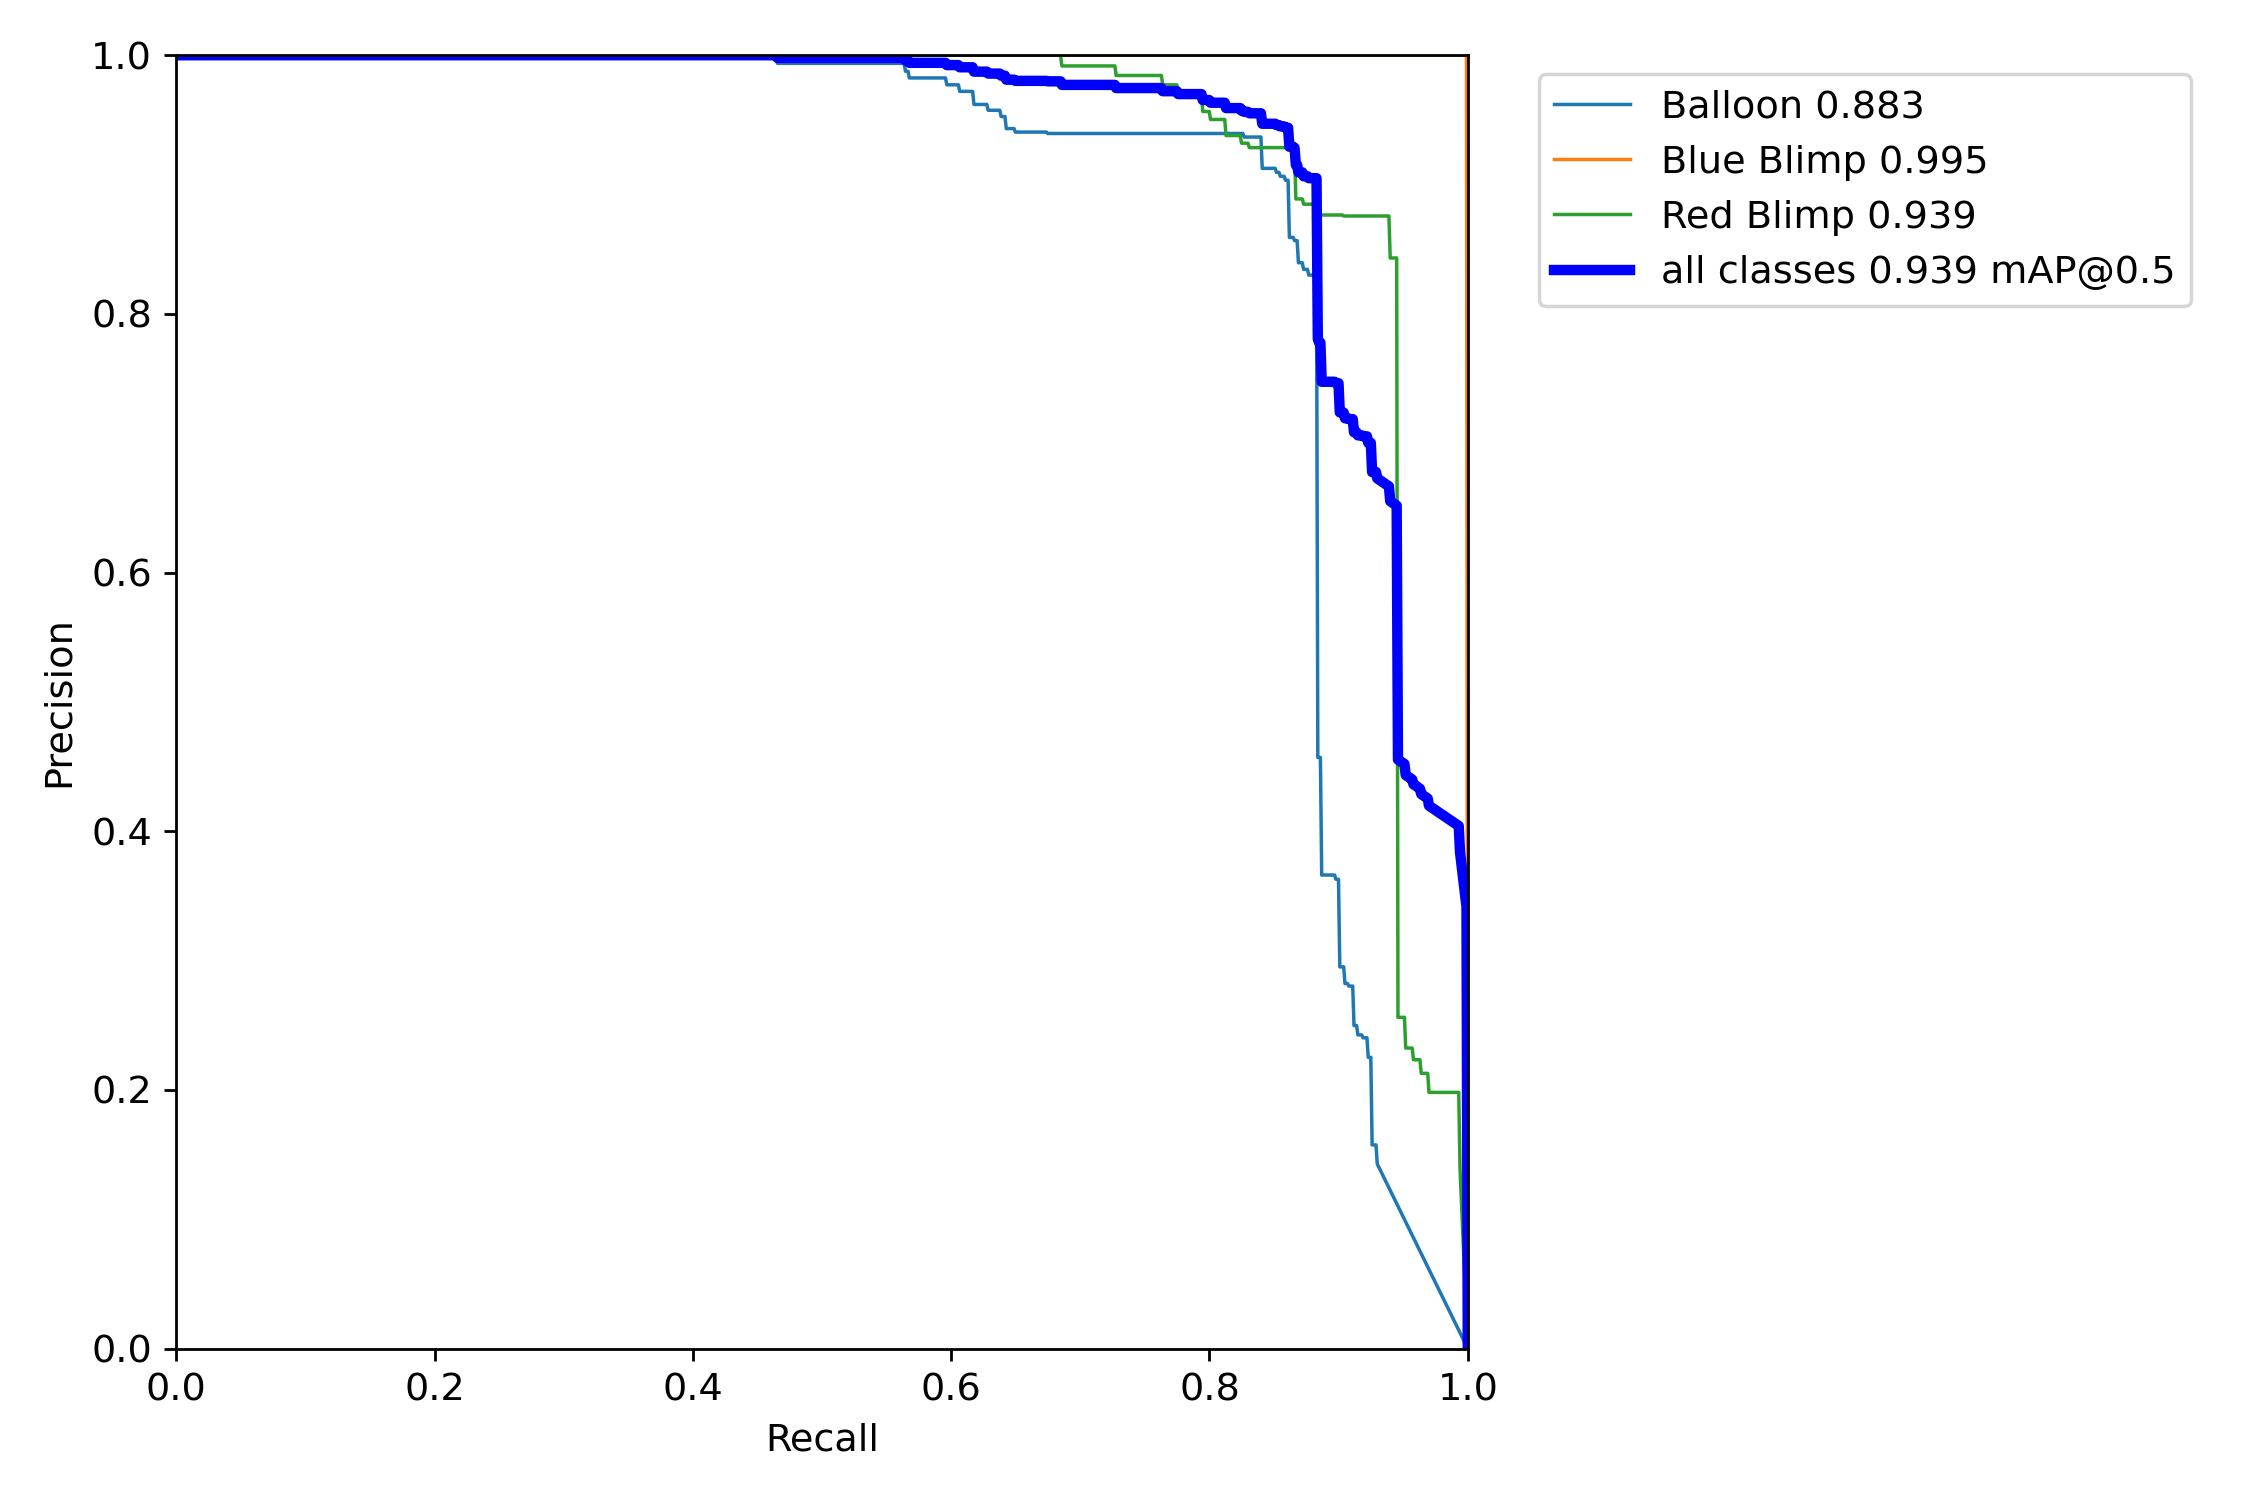 1.0
0.8
0.6
0.4
0.2
0.0
Precision
0.0 0.2 0.4 0.6 0.8 1.0
Recall
Balloon 0.883
Blue Blimp 0.995
Red Blimp 0.939
all classes 0.939 mAP@0.5